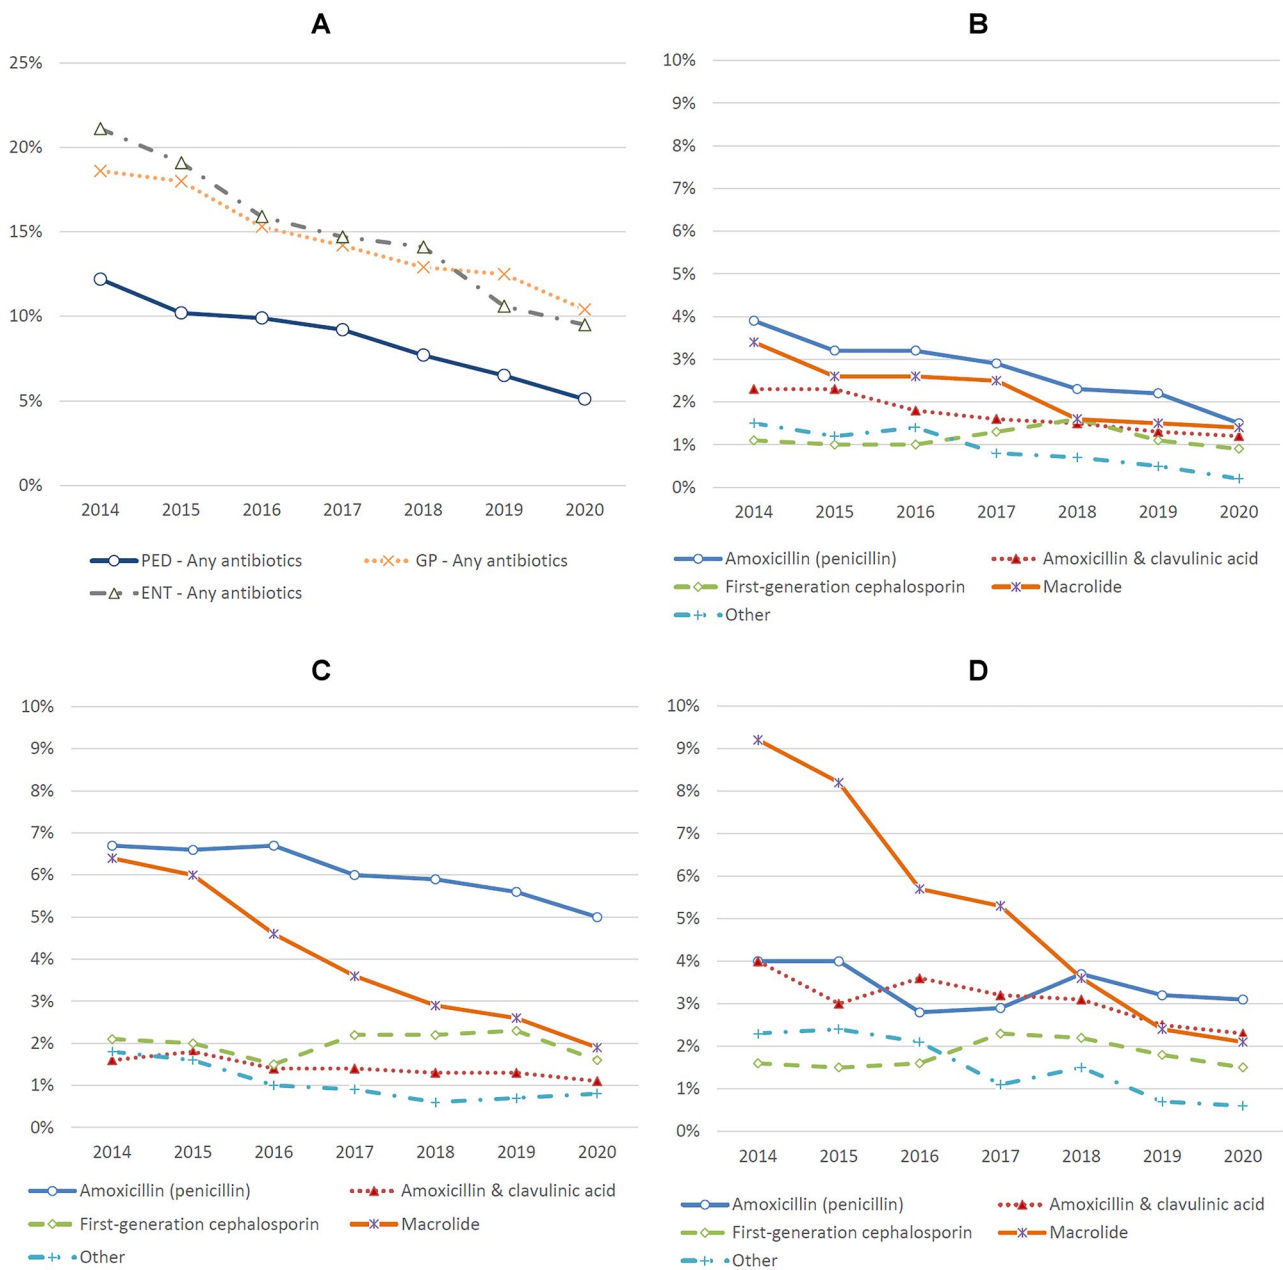 A
25%
20%
15%
10%
5%
0%
2014 2015 2016 2017 2018 2019 2020
PED - Any antibiotics GP - Any antibiotics
ENT - Any antibiotics
B
10%
9%
8%
7%
6%
5%
4%
3%
2%
1%
0%
2014 2015 2016 2017 2018 2019 2020
Amoxicillin (penicillin) Amoxicillin & clavulinic acid
First-generation cephalosporin Macrolide
Other
C
10%
9%
8%
7%
6%
5%
4%
3%
2%
1%
0%
2014 2015 2016 2017 2018 2019 2020
Amoxicillin (penicillin) Amoxicillin & clavulinic acid
First-generation cephalosporin Macrolide
Other
D
10%
9%
8%
7%
6%
5%
4%
3%
2%
1%
0%
2014 2015 2016 2017 2018 2019 2020
Amoxicillin (penicillin) Amoxicillin & clavulinic acid
First-generation cephalosporin Macrolide
Other